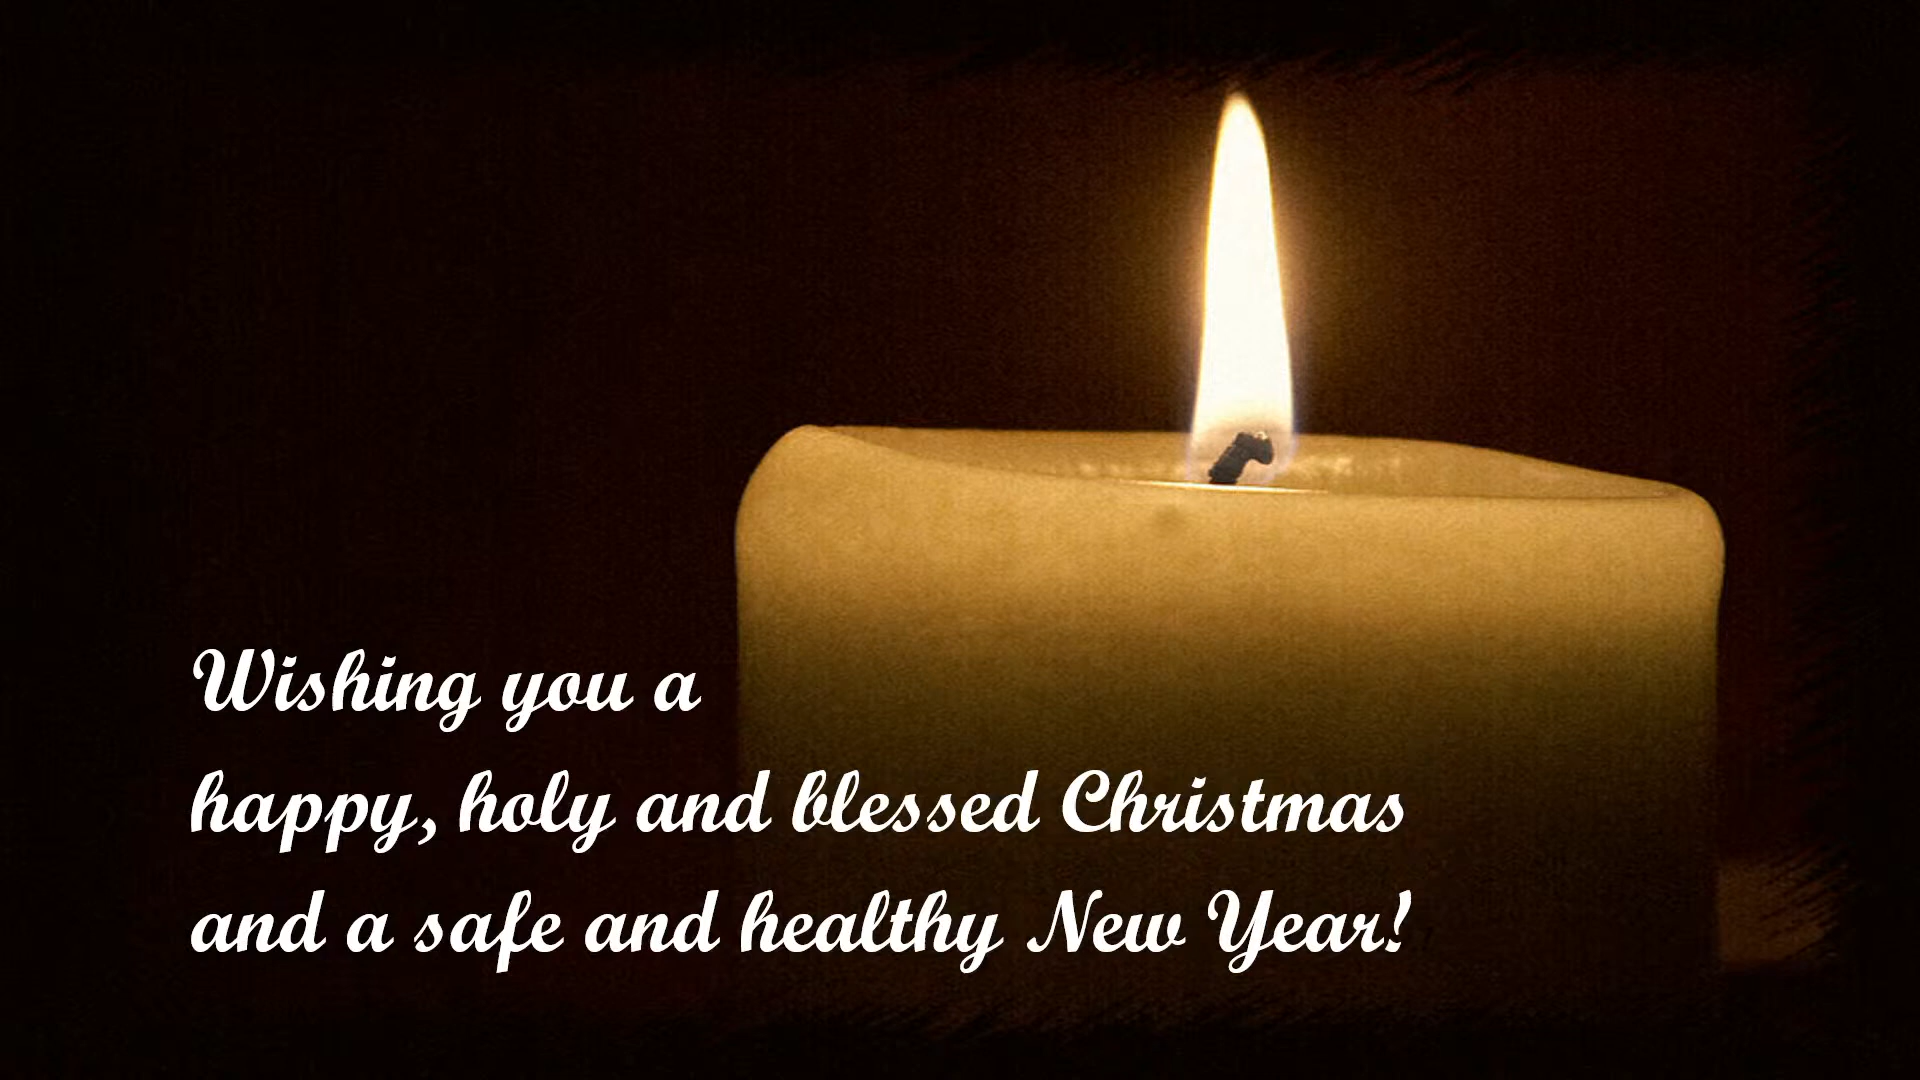 Wishing you a
happy, holy and blessed Christmas
and a safe and healthy New Year!